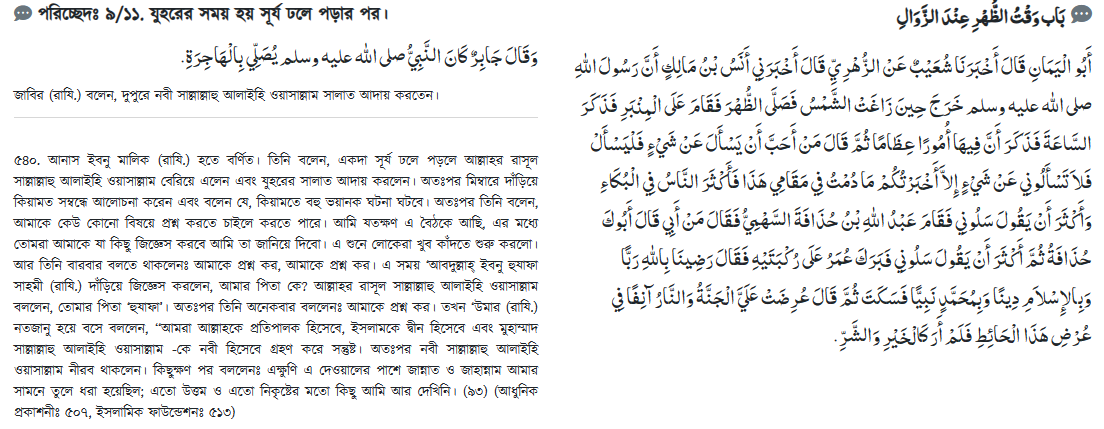 পরিচ্ছেদঃ ৯/১১. যুহরের সময় হয় সূর্য ঢলে পড়ার পর।
وَقَالَ جَابِرٌ كَانَ النَّبِيُّ صلى الله عليه وسلم يُصَلِّي بِالْهَاجِرَةِ.
জাবির (রাযি.) বলেন, দুপুরে নবী সাল্লাল্লাহু আলাইহি ওয়াসাল্লাম সালাত আদায় করতেন।
৫৪০. আনাস ইবনু মালিক (রাযি.) হতে বর্ণিত। তিনি বলেন, একদা সূর্য ঢলে পড়লে আল্লাহর রাসূল
সাল্লাল্লাহু আলাইহি ওয়াসাল্লাম বেরিয়ে এলেন এবং যুহরের সালাত আদায় করলেন। অতঃপর মিম্বারে দাঁড়িয়ে
কিয়ামত সম্বন্ধে আলোচনা করেন এবং বলেন যে, কিয়ামতে বহু ভয়ানক ঘটনা ঘটবে। অতঃপর তিনি বলেন,
আমাকে কেউ কোনো বিষয়ে প্রশ্ন করতে চাইলে করতে পারে। আমি যতক্ষণ এ বৈঠকে আছি, এর মধ্যে
তোমরা আমাকে যা কিছু জিজ্ঞেস করবে আমি তা জানিয়ে দিবো। এ শুনে লোকেরা খুব কাঁদতে শুরু করলো।
আর তিনি বারবার বলতে থাকলেনঃ আমাকে প্রশ্ন কর, আমাকে প্রশ্ন কর। এ সময় ‘আবদুল্লাহ্ ইবনু হুযাফা
সাহমী (রাযি.) দাঁড়িয়ে জিজ্ঞেস করলেন, আমার পিতা কে? আল্লাহর রাসূল সাল্লাল্লাহু আলাইহি ওয়াসাল্লাম
বললেন, তোমার পিতা ‘হুযাফা’। অতঃপর তিনি অনেকবার বললেনঃ আমাকে প্রশ্ন কর। তখন ‘উমার (রাযি.)
নতজানু হয়ে বসে বললেন, “আমরা আল্লাহকে প্রতিপালক হিসেবে, ইসলামকে দ্বীন হিসেবে এবং মুহাম্মাদ
সাল্লাল্লাহু আলাইহি ওয়াসাল্লাম -কে নবী হিসেবে গ্রহণ করে সন্তুষ্ট। অতঃপর নবী সাল্লাল্লাহু আলাইহি
ওয়াসাল্লাম নীরব থাকলেন। কিছুক্ষণ পর বললেনঃ এক্ষুণি এ দেওয়ালের পাশে জান্নাত ও জাহান্নাম আমার
সামনে তুলে ধরা হয়েছিল; এতো উত্তম ও এতো নিকৃষ্টের মতো কিছু আমি আর দেখিনি। (৯৩) (আধুনিক
প্রকাশনীঃ ৫০৭, ইসলামিক ফাউন্ডেশনঃ ৫১৩)
بَاب وَقْتُ الظُّهْرِ عِنْدَ الزَّوَالِ
أَبُو الْيَمَانِ قَالَ أَخْبَرَنَا شُعَيْبٌ عَنْ الزُّهْرِيِّ قَالَ أَخْبَرَنِي أَنَسُ بْنُ مَالِكٍ أَنَّ رَسُولَ اللهِ
صلى الله عليه وسلم خَرَجَ حِينَ زَاغَتْ الشَّمْسُ فَصَلَّى الظُّهْرَ فَقَامَ عَلَى الْمِنْبَرِ فَذَكَرَ
السَّاعَةَ فَذَكَرَ أَنَّ فِيهَا أُمُورًا عِظَامًا ثُمَّ قَالَ مَنْ أَحَبَّ أَنْ يَسْأَلَ عَنْ شَيْءٍ فَلْيَسْأَلْ
فَلاَ تَسْأَلُونِي عَنْ شَيْءٍ إِلاَّ أَخْبَرْتُكُمْ مَا دُمْتُ فِي مَقَامِي هَذَا فَأَكْثَرَ النَّاسُ فِي الْبُكَاءِ
وَأَكْثَرَ أَنْ يَقُولَ سَلُونِي فَقَامَ عَبْدُ اللهِ بْنُ حُذَافَةَ السَّهْمِيُّ فَقَالَ مَنْ أَبِي قَالَ أَبُوكَ
حُذَافَةُ ثُمَّ أَكْثَرَ أَنْ يَقُولَ سَلُونِي فَبَرَكَ عُمَرُ عَلَى رُكْبَتَيْهِ فَقَالَ رَضِينَا بِاللهِ رَبًّا
وَبِالإِسْلاَمِ دِينًا وَبِمُحَمَّدٍ نَبِيًّا فَسَكَتَ ثُمَّ قَالَ عُرِضَتْ عَلَيَّ الْجَنَّةُ وَالنَّارُ آنِفًا فِي
عُرْضِ هَذَا الْحَائِطِ فَلَمْ أَرَ كَالْخَيْرِ وَالشَّرِّ.